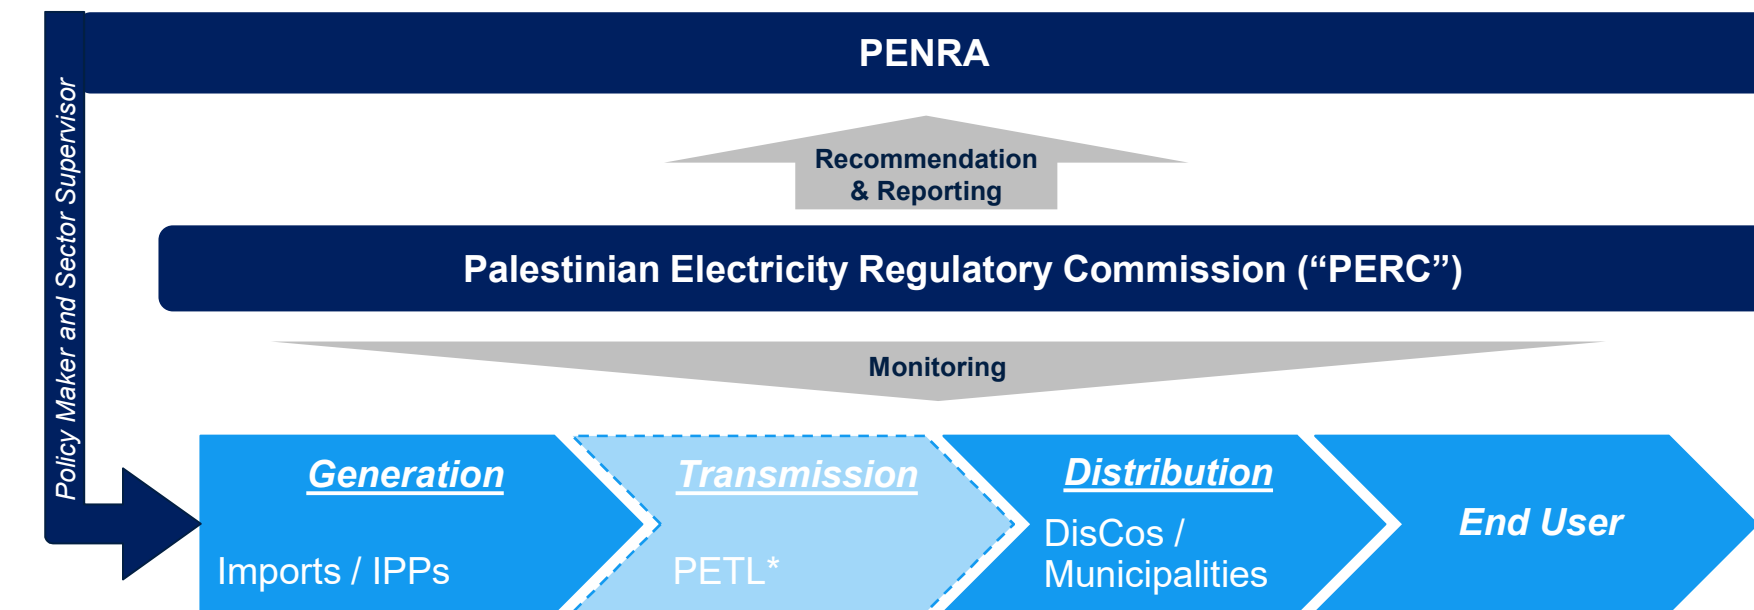 PENRA
Policy Maker and Sector Supervisor
Recommendation
& Reporting
Palestinian Electricity Regulatory Commission (“PERC”)
Monitoring
Generation
Imports / IPPs
Transmission
PETL*
Distribution
DisCos /
Municipalities
End User